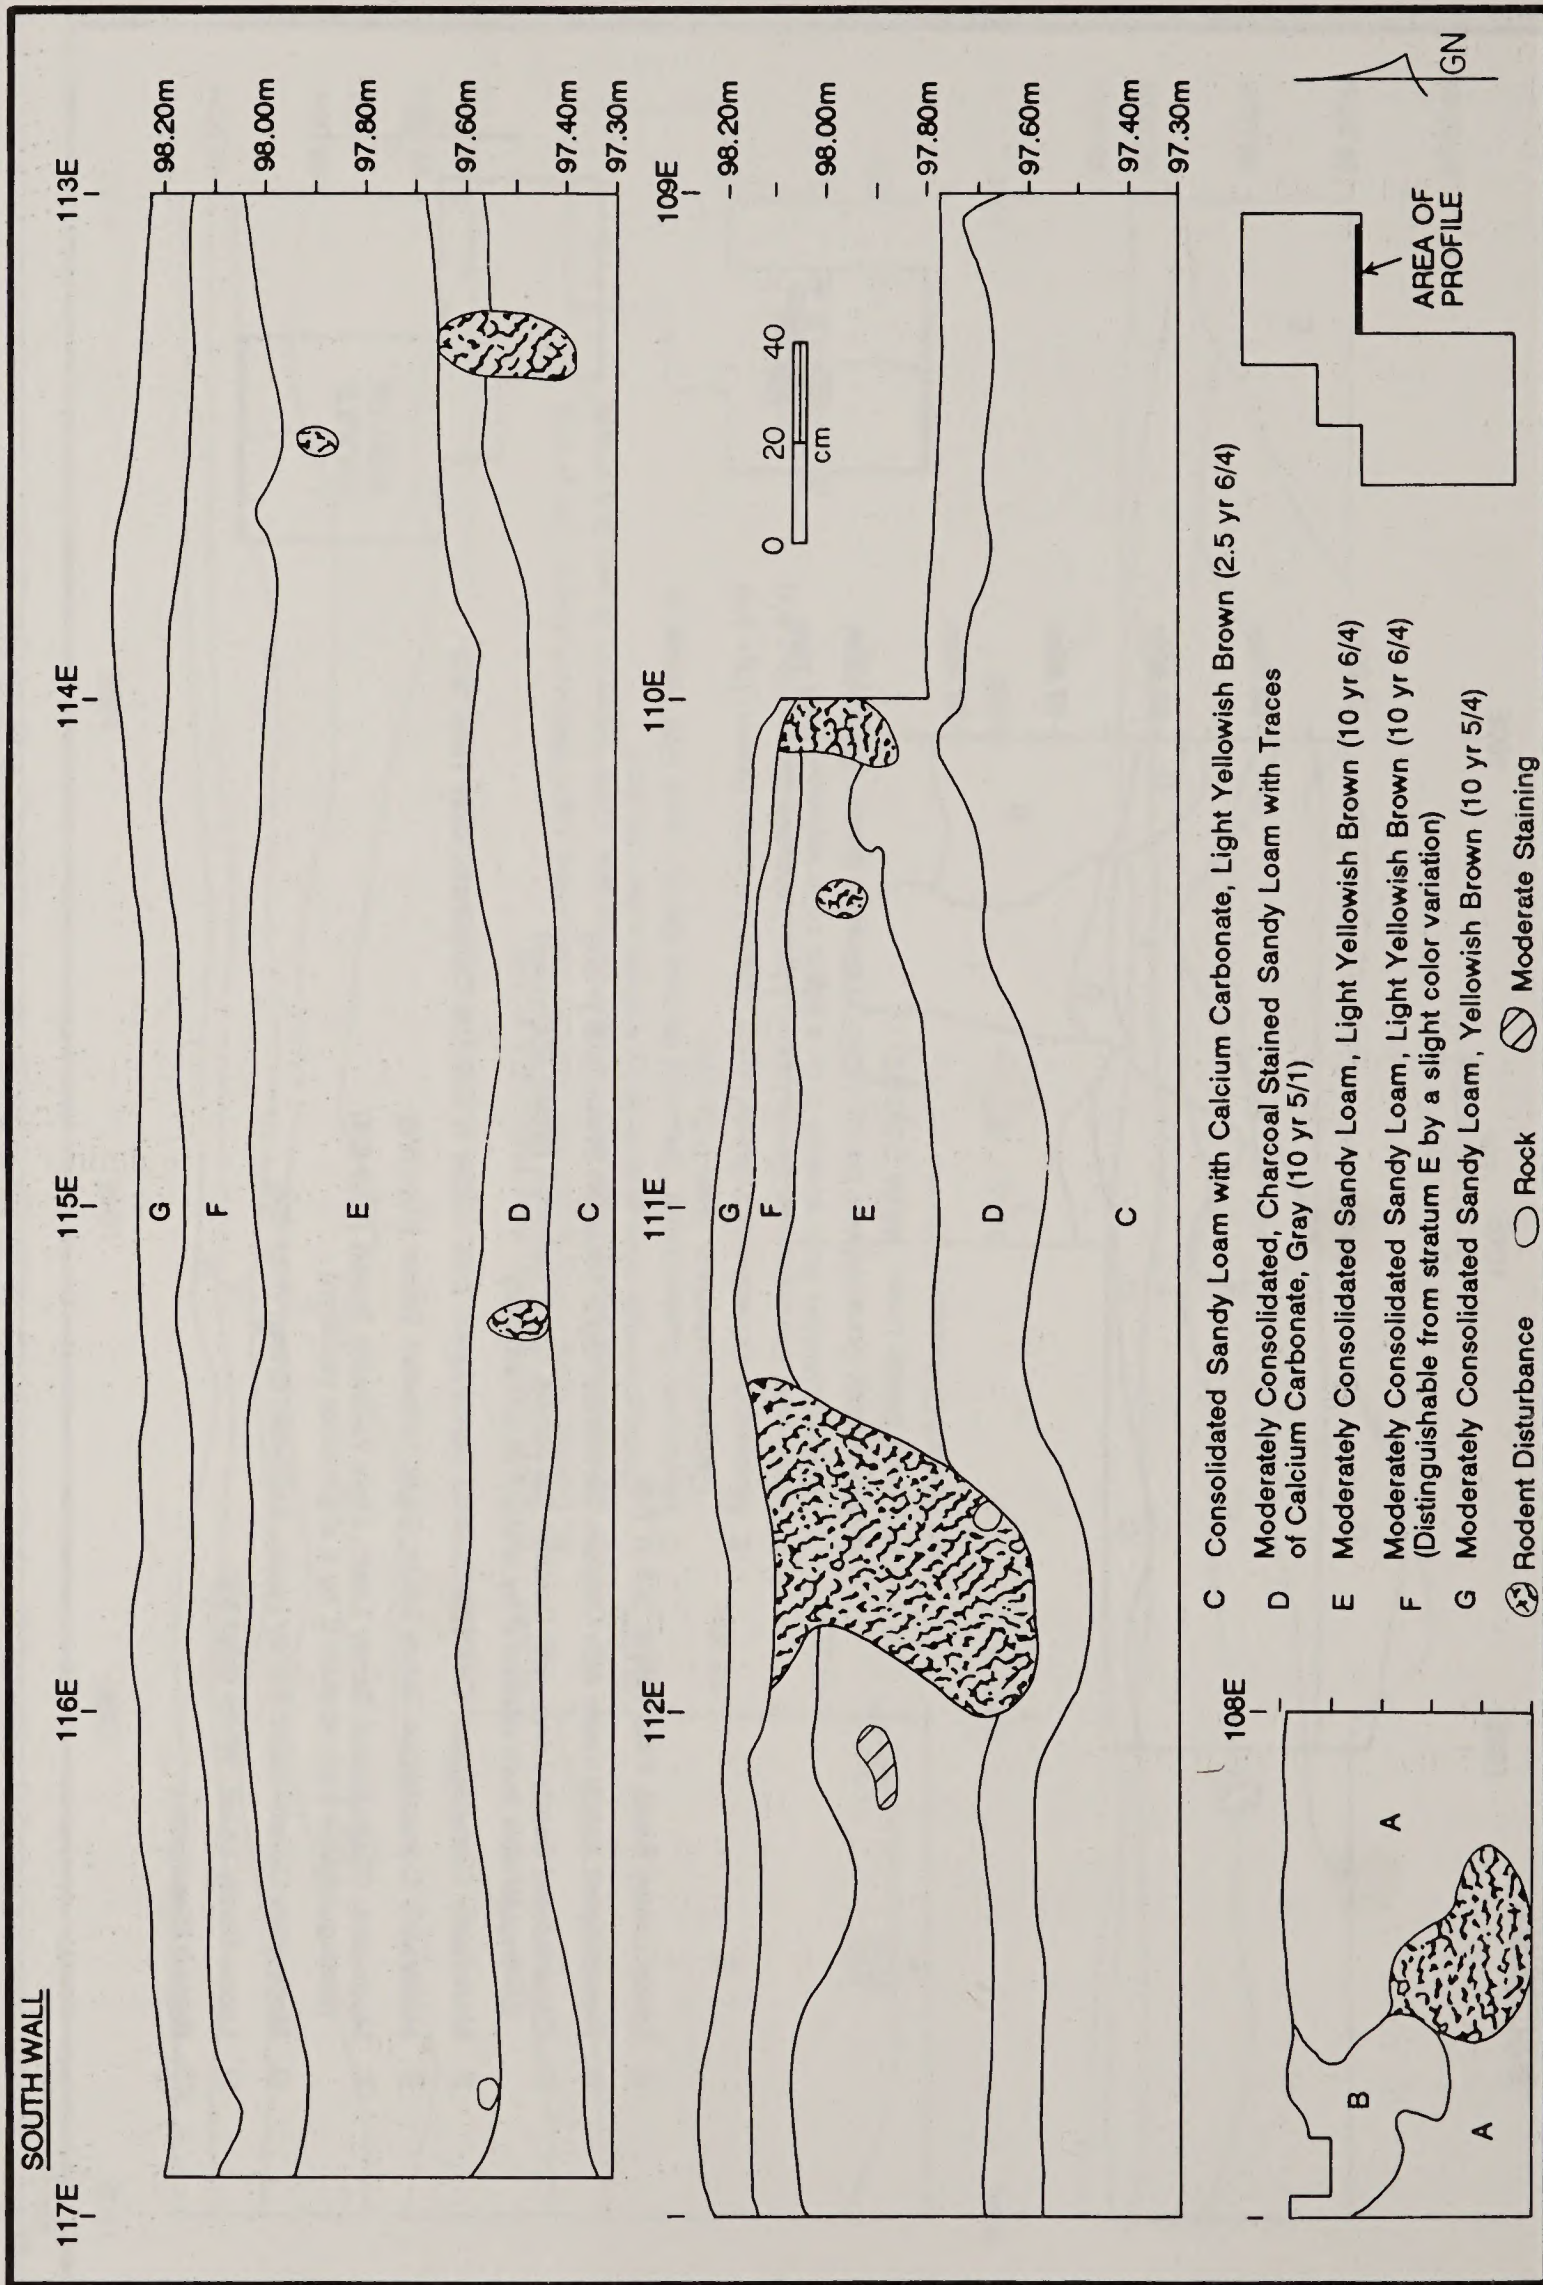 SOUTH WALL
117E 116E 115E 114E 113E
98.20m
98.00m
97.80m
97.60m
97.40m
97.30m
G
F
E
D
C
112E 111E 110E 109E
98.20m
98.00m
97.80m
97.60m
97.40m
97.30m
G
F
E
D
C
0 20 40
cm
108E
A
B
A
C Consolidated Sandy Loam with Calcium Carbonate, Light Yellowish Brown (2.5 yr 6/4)
D Moderately Consolidated, Charcoal Stained Sandy Loam with Traces
of Calcium Carbonate, Gray (10 yr 5/1)
E Moderately Consolidated Sandy Loam, Light Yellowish Brown (10 yr 6/4)
F Moderately Consolidated Sandy Loam, Light Yellowish Brown (10 yr 6/4)
(Distinguishable from stratum E by a slight color variation)
G Moderately Consolidated Sandy Loam, Yellowish Brown (10 yr 5/4)
Rodent Disturbance Rock Moderate Staining
AREA OF
PROFILE
GN